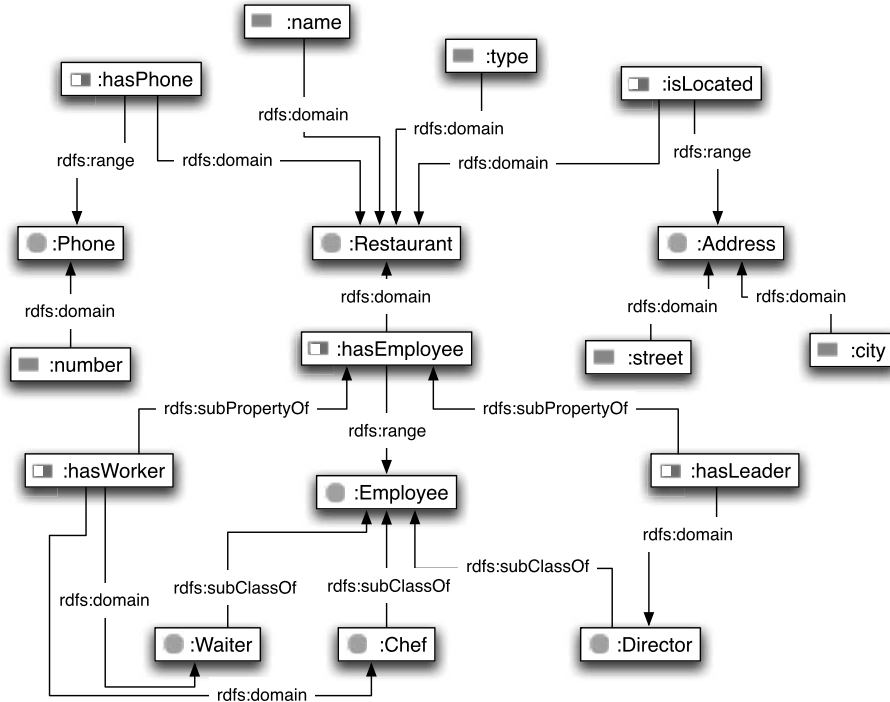 :name
:type
:hasPhone
:isLocated
rdfs:domain
rdfs:domain
rdfs:range
rdfs:domain
rdfs:domain
rdfs:range
:Phone
:Restaurant
:Address
rdfs:domain
rdfs:domain
rdfs:domain
rdfs:domain
:number
:hasEmployee
:street
:city
rdfs:subPropertyOf
rdfs:subPropertyOf
rdfs:range
:hasWorker
:hasLeader
:Employee
rdfs:domain
rdfs:subClassOf
rdfs:subClassOf
rdfs:subClassOf
rdfs:domain
:Waiter
:Chef
:Director
rdfs:domain